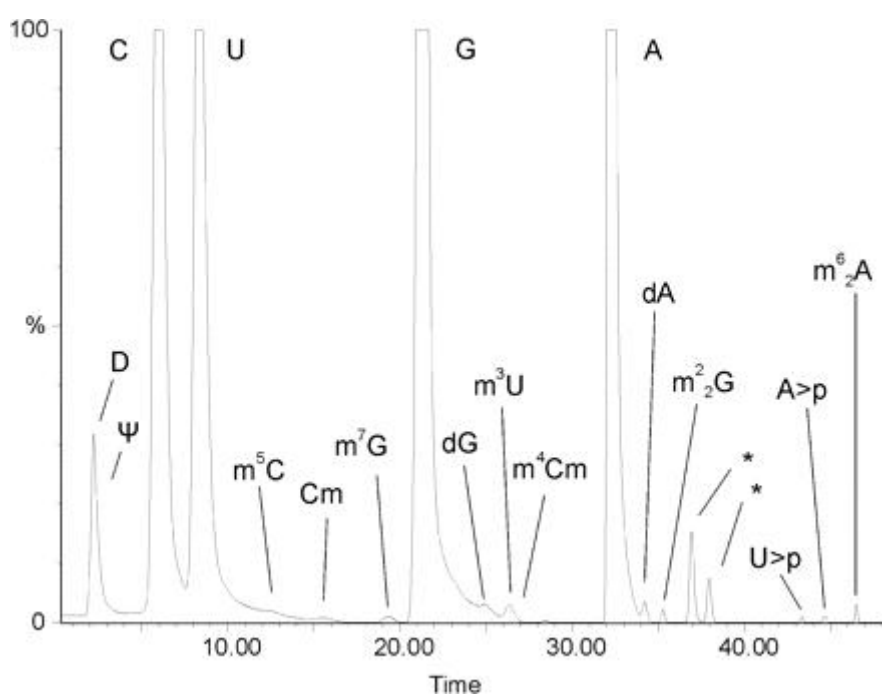 100
C
U
G
A
m⁶₂A
dA
%
D
m³U
m²₂G
A>p
Ψ
m⁷G
dG
*
m⁵C
Cm
m⁴Cm
*
U>p
0
10.00 20.00 30.00 40.00
Time